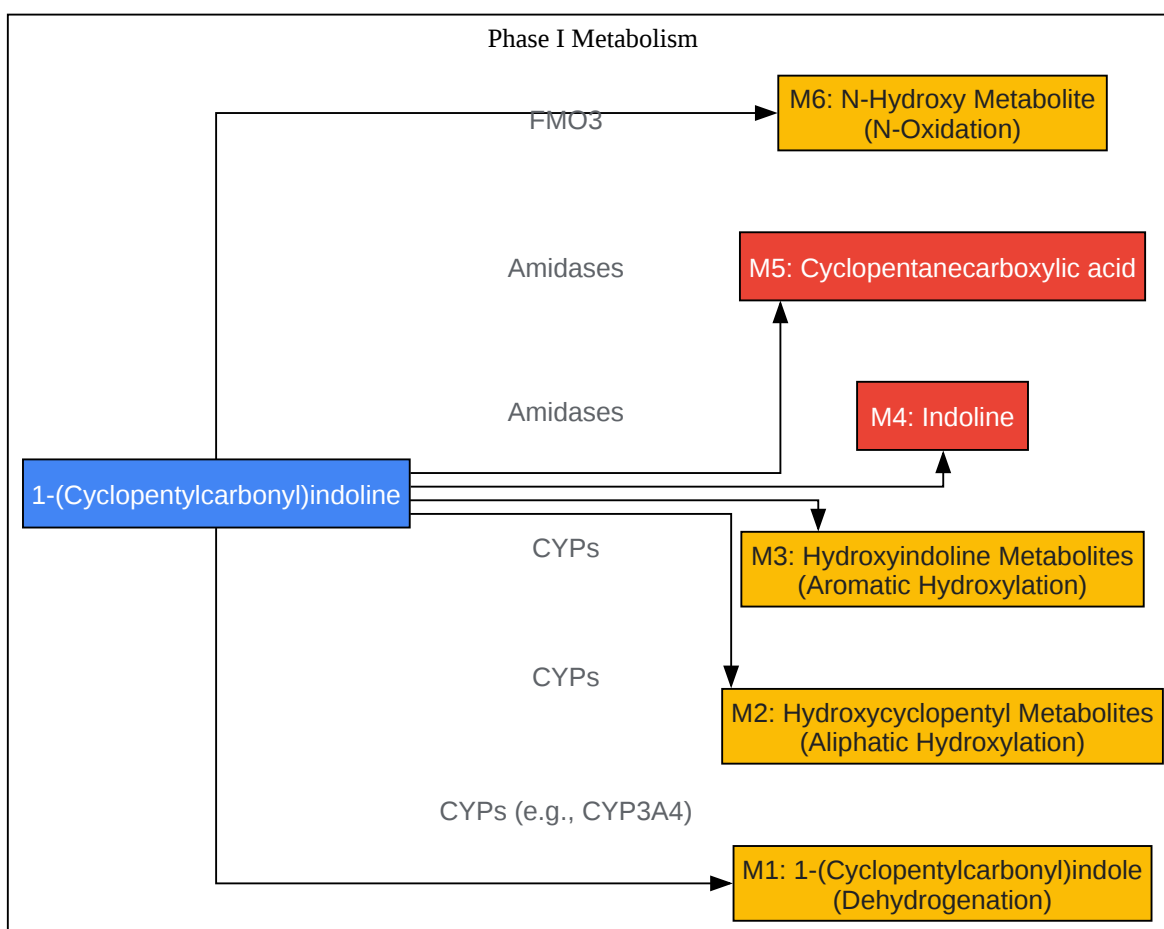 Phase I Metabolism
M6: N-Hydroxy Metabolite
(N-Oxidation)
FMO3
Amidases
M5: Cyclopentanecarboxylic acid
Amidases
M4: Indoline
1-(Cyclopentylcarbonyl)indoline
CYPs
M3: Hydroxyindoline Metabolites
(Aromatic Hydroxylation)
CYPs
M2: Hydroxycyclopentyl Metabolites
(Aliphatic Hydroxylation)
CYPs (e.g., CYP3A4)
M1: 1-(Cyclopentylcarbonyl)indole
(Dehydrogenation)